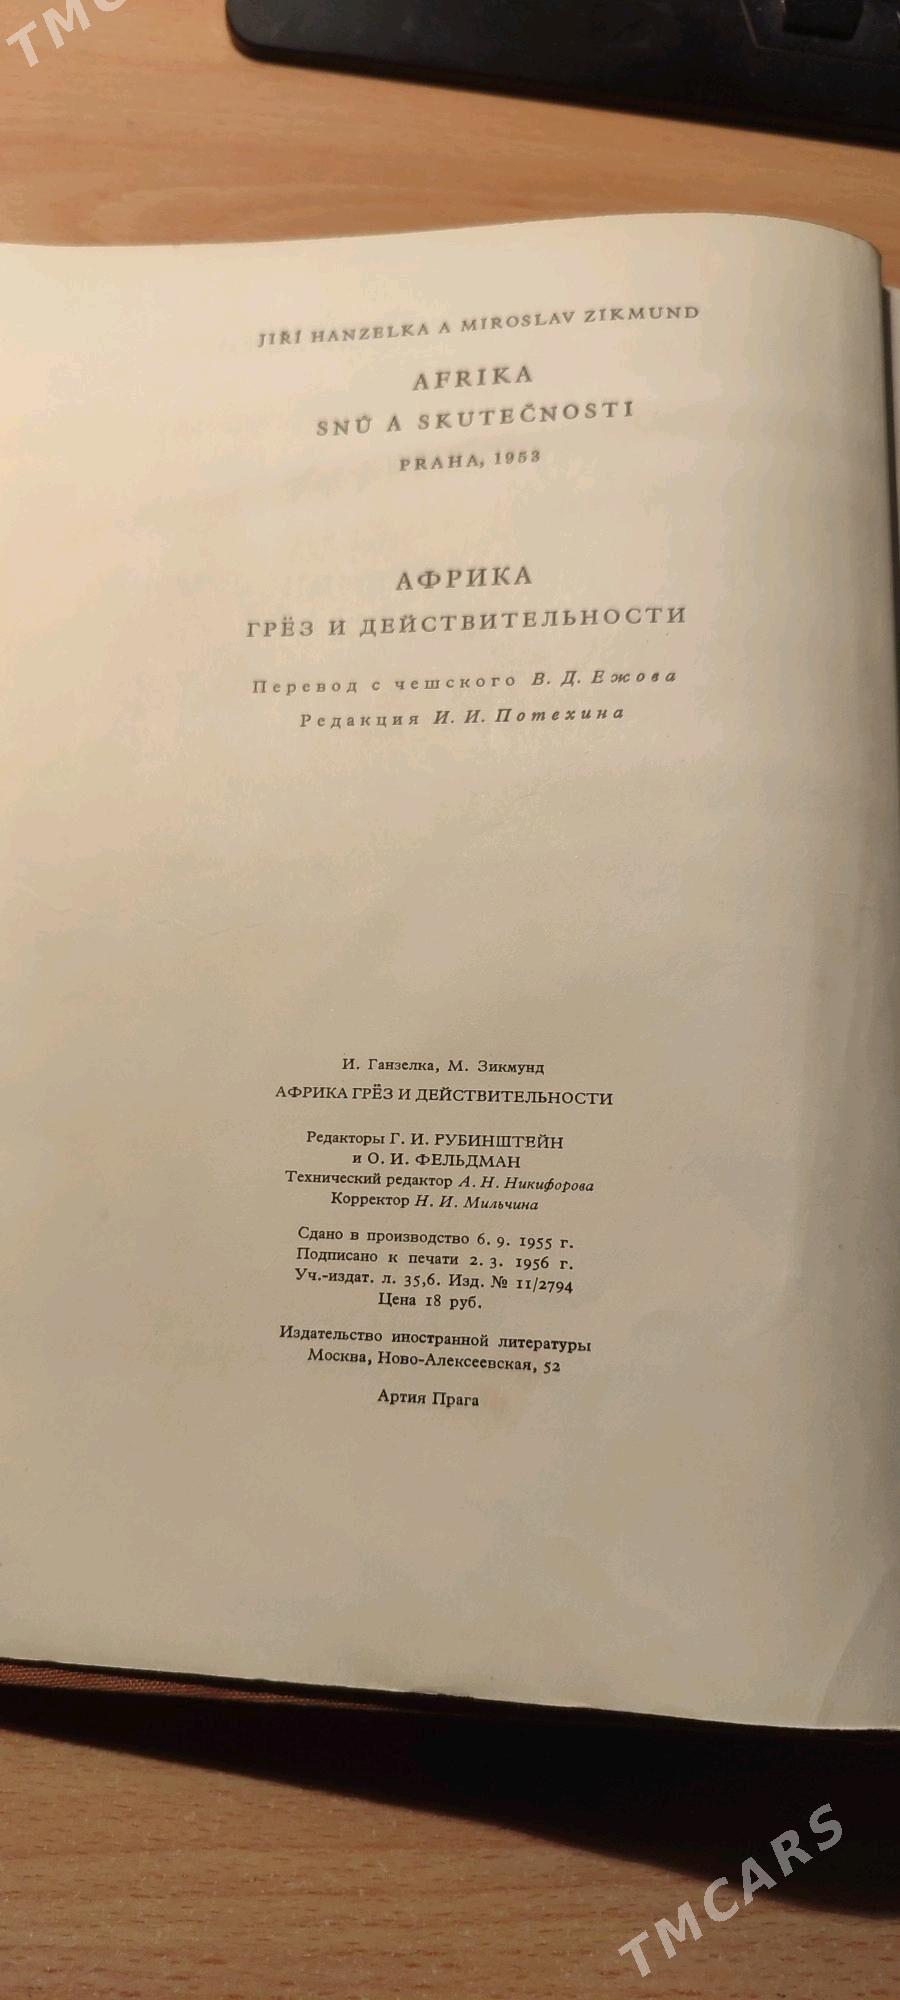 JIŘÍ HANZELKA A MIROSLAV ZIKMUND
AFRIKA
SNŮ A SKUTEČNOSTI
PRAHA, 1953
АФРИКА
ГРЁЗ И ДЕЙСТВИТЕЛЬНОСТИ
Перевод с чешского В. Д. Ежова
Редакция И. И. Потехина
И. Ганзелка, М. Зикмунд
АФРИКА ГРЁЗ И ДЕЙСТВИТЕЛЬНОСТИ
Редакторы Г. И. РУБИНШТЕЙН
и О. И. ФЕЛЬДМАН
Технический редактор А. Н. Никифорова
Корректор Н. И. Мильчина
Сдано в производство 6. 9. 1955 г.
Подписано к печати 2. 3. 1956 г.
Уч.-издат. л. 35,6. Изд. № 11/2794
Цена 18 руб.
Издательство иностранной литературы
Москва, Ново-Алексеевская, 52
Артия Прага
TMCARS